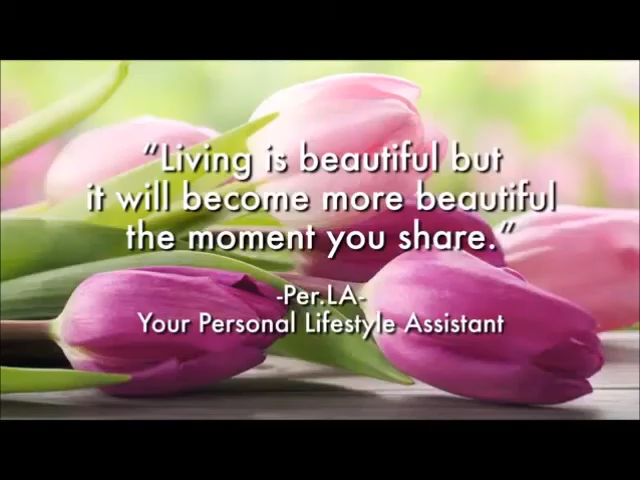 "Living is beautiful but
it will become more beautiful
the moment you share."
-Per.LA-
Your Personal Lifestyle Assistant